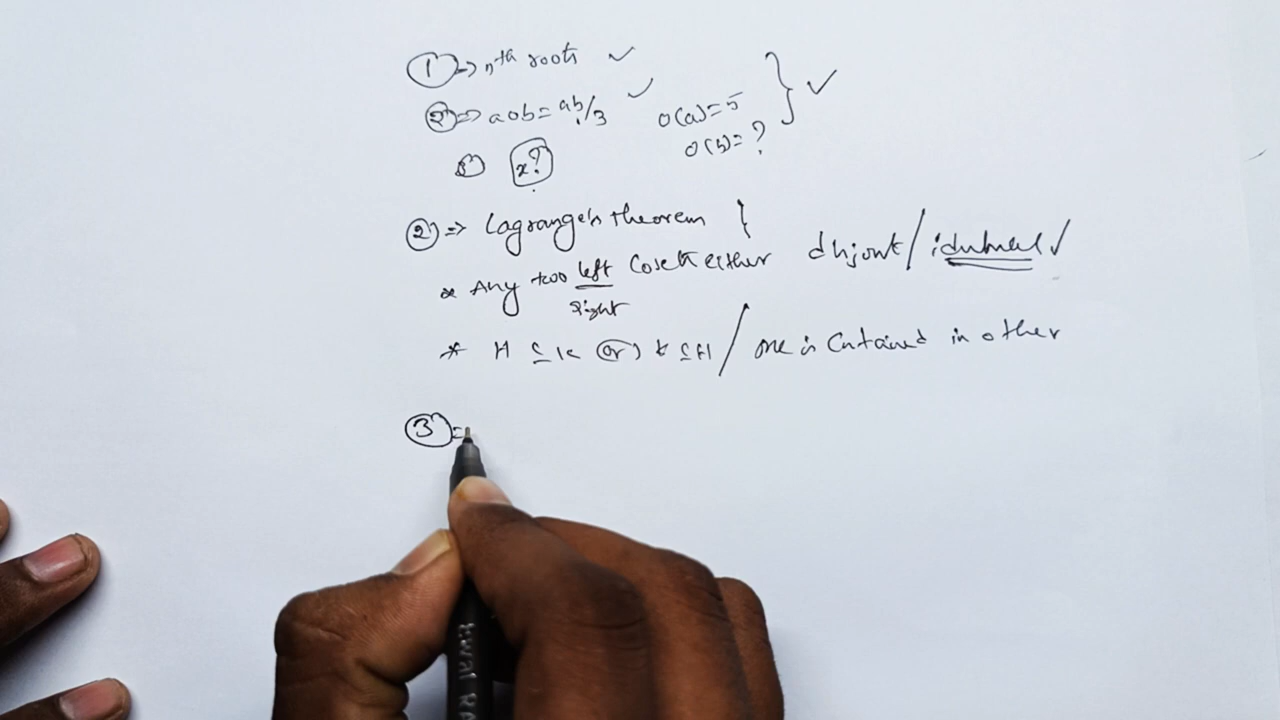 ① => nth roots ✓
② => aob = ab/3 ✓ O(a)=5 } ✓
O(b)=?
x?
② => Lagrange's theorem }
* Any two left Cosets either disjoint / identical ✓
right
* H ⊆ K (or) K ⊆ H / one is Contained in other
③ =